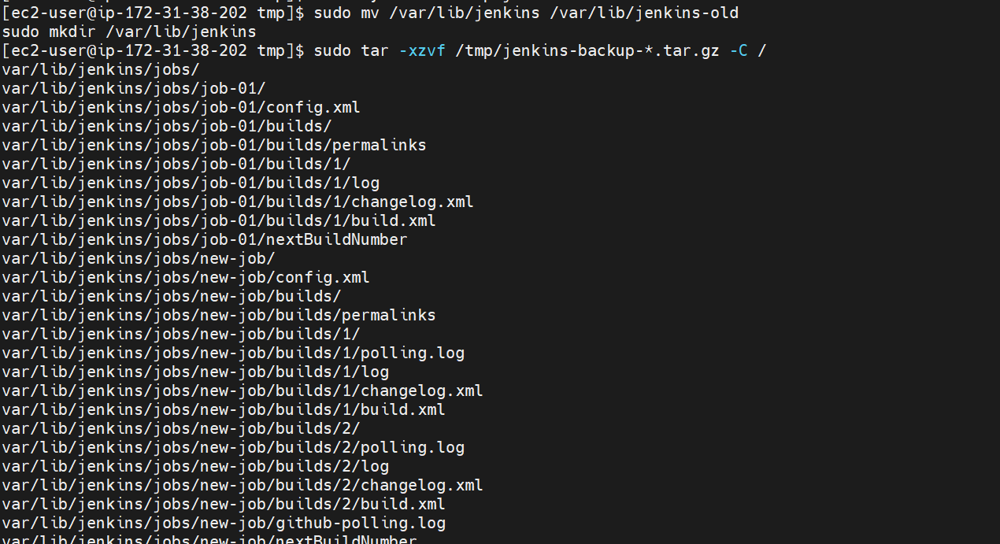 [ec2-user@ip-172-31-38-202 tmp]$ sudo mv /var/lib/jenkins /var/lib/jenkins-old
sudo mkdir /var/lib/jenkins
[ec2-user@ip-172-31-38-202 tmp]$ sudo tar -xzvf /tmp/jenkins-backup-*.tar.gz -C /
var/lib/jenkins/jobs/
var/lib/jenkins/jobs/job-01/
var/lib/jenkins/jobs/job-01/config.xml
var/lib/jenkins/jobs/job-01/builds/
var/lib/jenkins/jobs/job-01/builds/permalinks
var/lib/jenkins/jobs/job-01/builds/1/
var/lib/jenkins/jobs/job-01/builds/1/log
var/lib/jenkins/jobs/job-01/builds/1/changelog.xml
var/lib/jenkins/jobs/job-01/builds/1/build.xml
var/lib/jenkins/jobs/job-01/nextBuildNumber
var/lib/jenkins/jobs/new-job/
var/lib/jenkins/jobs/new-job/config.xml
var/lib/jenkins/jobs/new-job/builds/
var/lib/jenkins/jobs/new-job/builds/permalinks
var/lib/jenkins/jobs/new-job/builds/1/
var/lib/jenkins/jobs/new-job/builds/1/polling.log
var/lib/jenkins/jobs/new-job/builds/1/log
var/lib/jenkins/jobs/new-job/builds/1/changelog.xml
var/lib/jenkins/jobs/new-job/builds/1/build.xml
var/lib/jenkins/jobs/new-job/builds/2/
var/lib/jenkins/jobs/new-job/builds/2/polling.log
var/lib/jenkins/jobs/new-job/builds/2/log
var/lib/jenkins/jobs/new-job/builds/2/changelog.xml
var/lib/jenkins/jobs/new-job/builds/2/build.xml
var/lib/jenkins/jobs/new-job/github-polling.log
var/lib/jenkins/jobs/new-job/nextBuildNumber